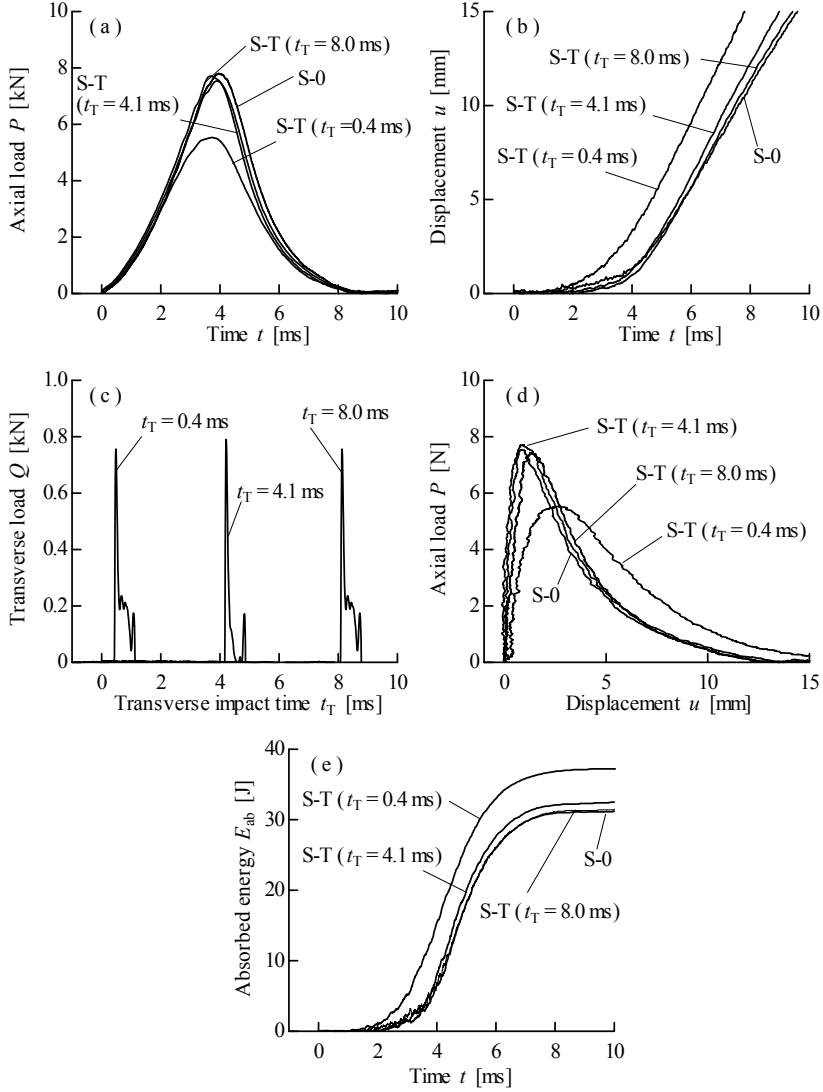 ( a )
Axial load P [kN]
10
8
6
4
2
0
S-T ( tT = 8.0 ms)
S-0
S-T
( tT = 4.1 ms)
S-T ( tT =0.4 ms)
0 2 4 6 8 10
Time t [ms]
( b )
Displacement u [mm]
15
10
5
0
S-T ( tT = 8.0 ms)
S-T ( tT = 4.1 ms)
S-T ( tT = 0.4 ms)
S-0
0 2 4 6 8 10
Time t [ms]
( c )
Transverse load Q [kN]
1.0
0.8
0.6
0.4
0.2
0
tT = 0.4 ms
tT = 8.0 ms
tT = 4.1 ms
0 2 4 6 8 10
Transverse impact time tT [ms]
( d )
Axial load P [N]
10
8
6
4
2
0
S-T ( tT = 4.1 ms)
S-T ( tT = 8.0 ms)
S-T ( tT = 0.4 ms)
S-0
0 5 10 15
Displacement u [mm]
( e )
Absorbed energy Eab [J]
40
30
20
10
0
S-T ( tT = 0.4 ms)
S-T ( tT = 4.1 ms)
S-0
S-T ( tT = 8.0 ms)
0 2 4 6 8 10
Time t [ms]